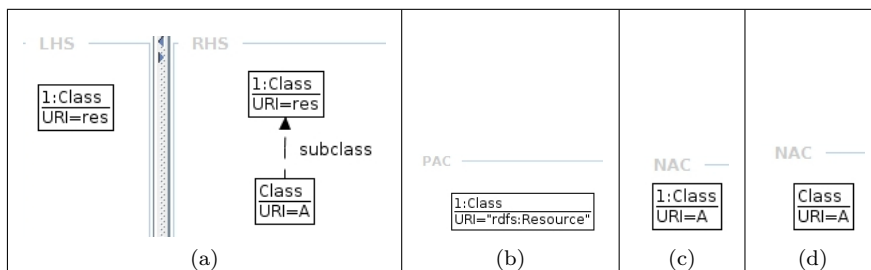 LHS
RHS
1:Class
URI=res
1:Class
URI=res
subclass
Class
URI=A
(a)
PAC
1:Class
URI="rdfs:Resource"
(b)
NAC
1:Class
URI=A
(c)
NAC
Class
URI=A
(d)